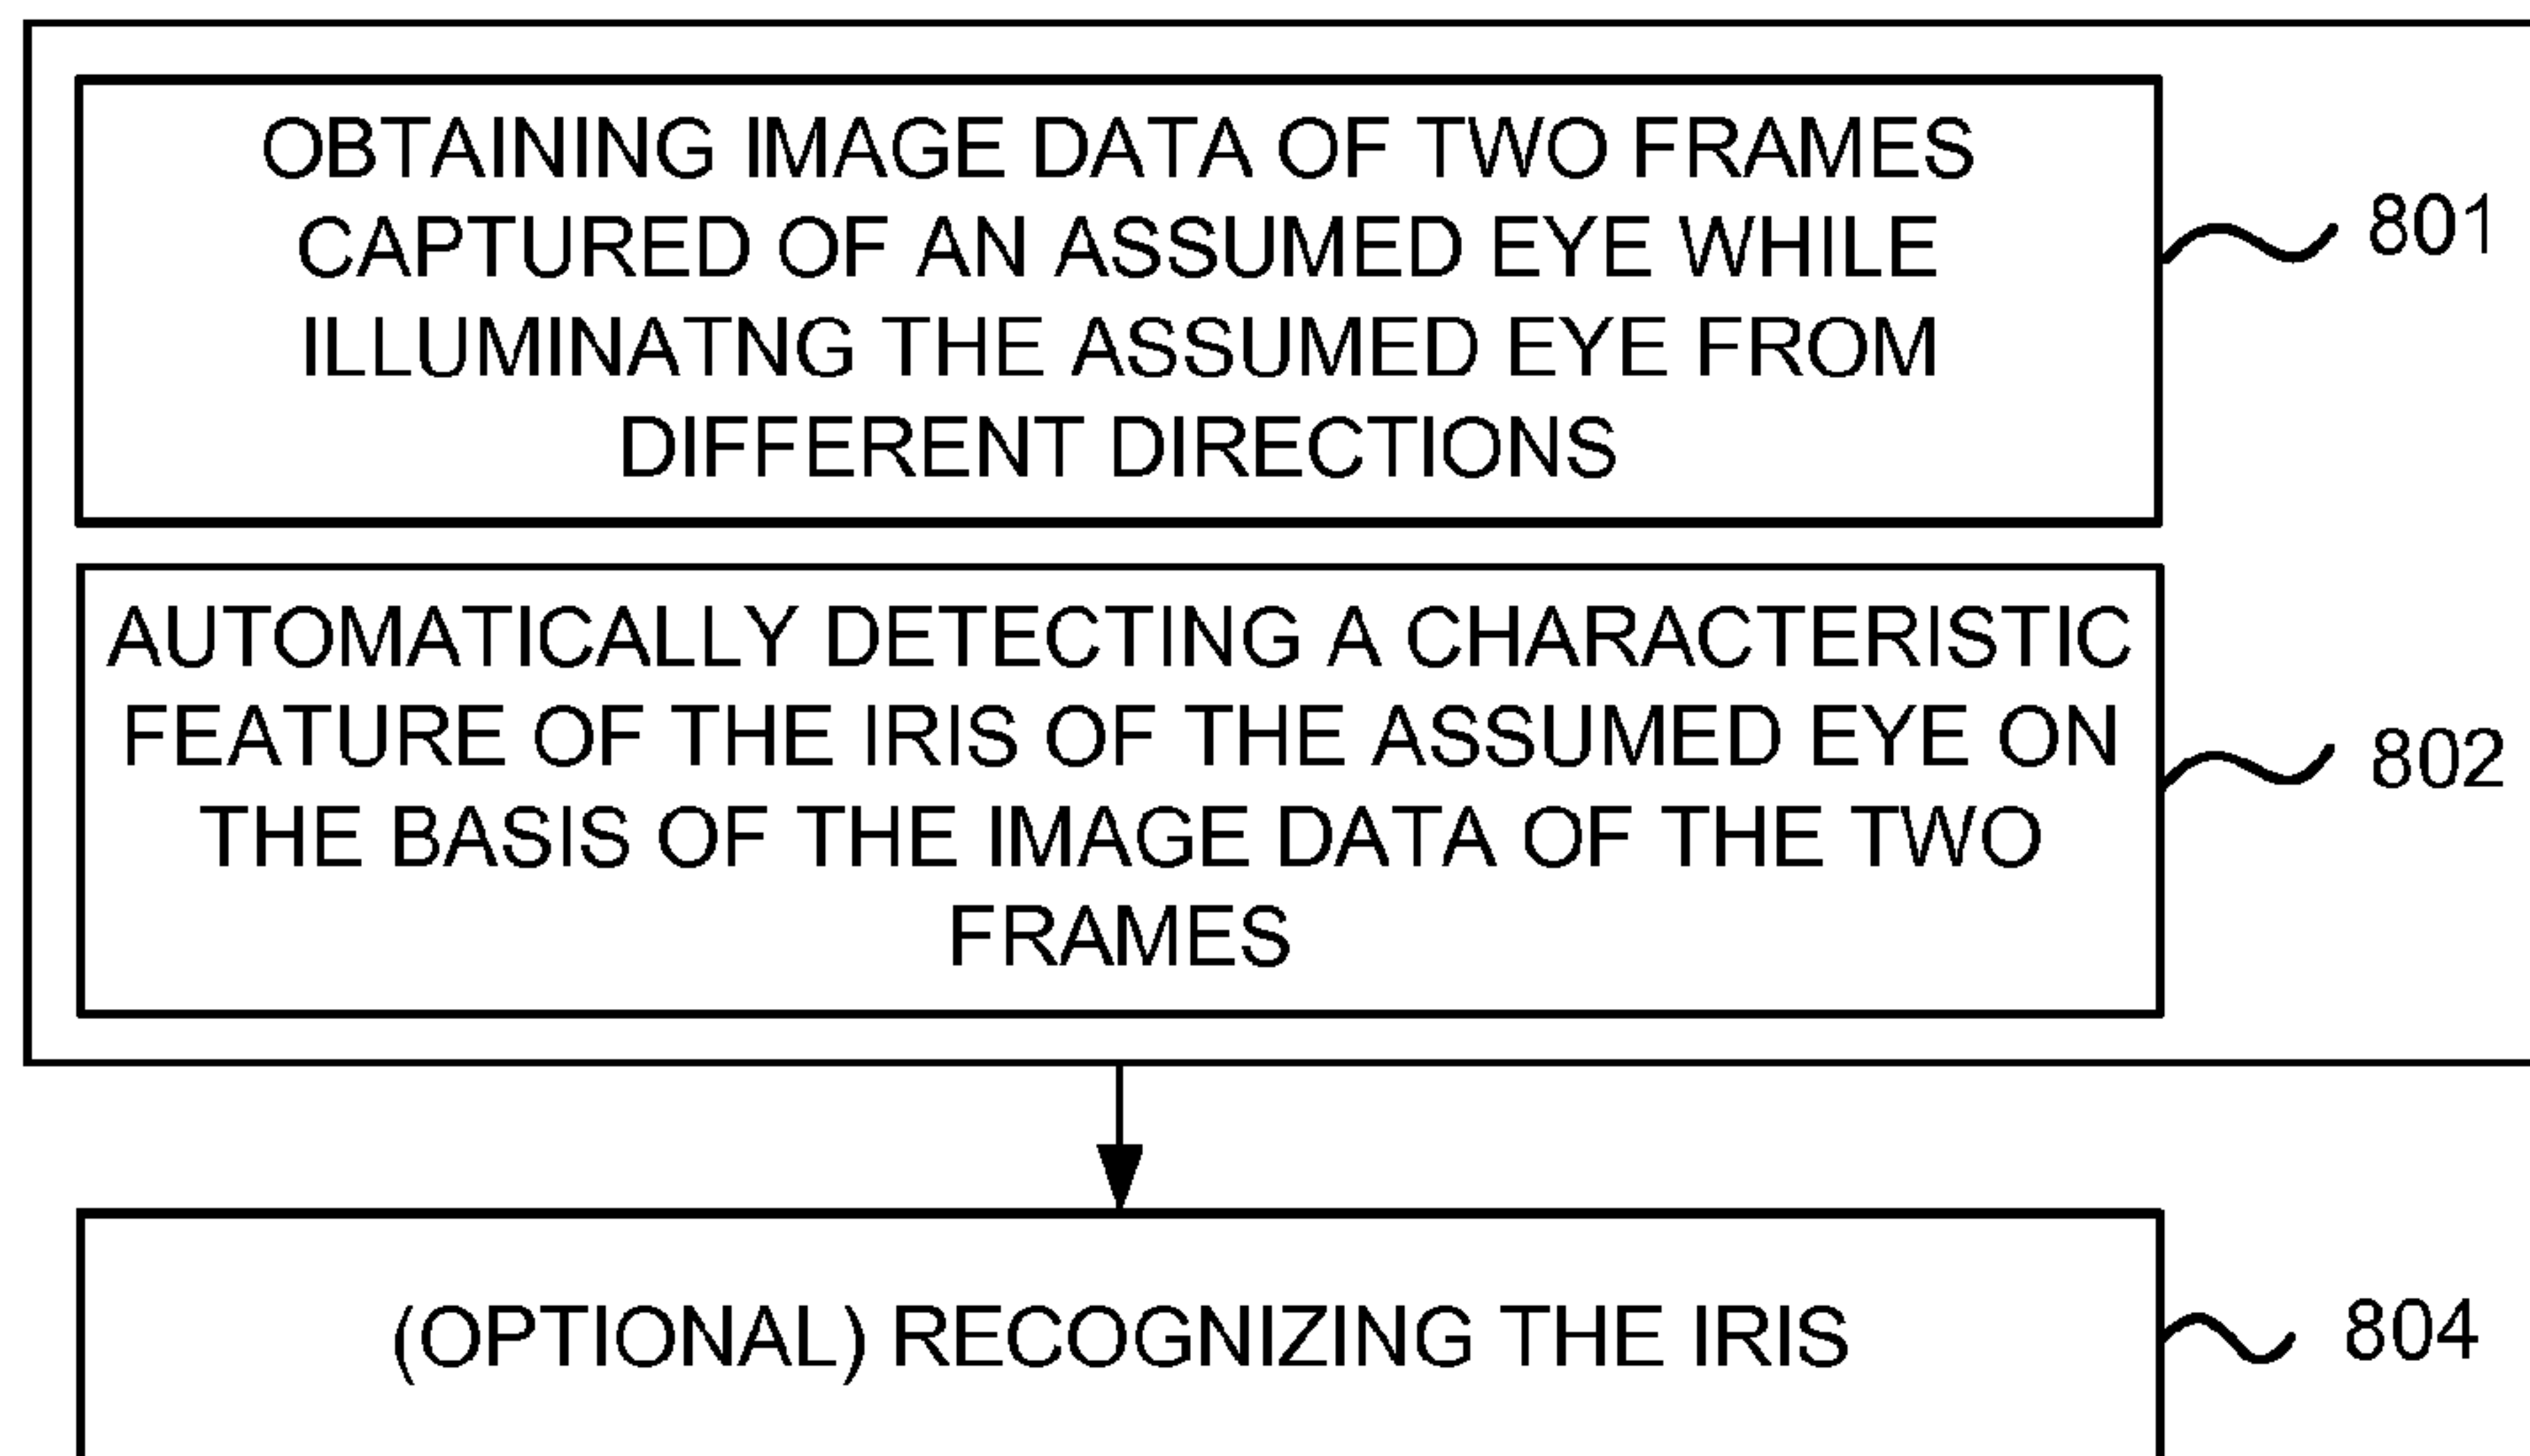 OBTAINING IMAGE DATA OF TWO FRAMES
CAPTURED OF AN ASSUMED EYE WHILE
ILLUMINATNG THE ASSUMED EYE FROM
DIFFERENT DIRECTIONS
801
AUTOMATICALLY DETECTING A CHARACTERISTIC
FEATURE OF THE IRIS OF THE ASSUMED EYE ON
THE BASIS OF THE IMAGE DATA OF THE TWO
FRAMES
802
(OPTIONAL) RECOGNIZING THE IRIS
804